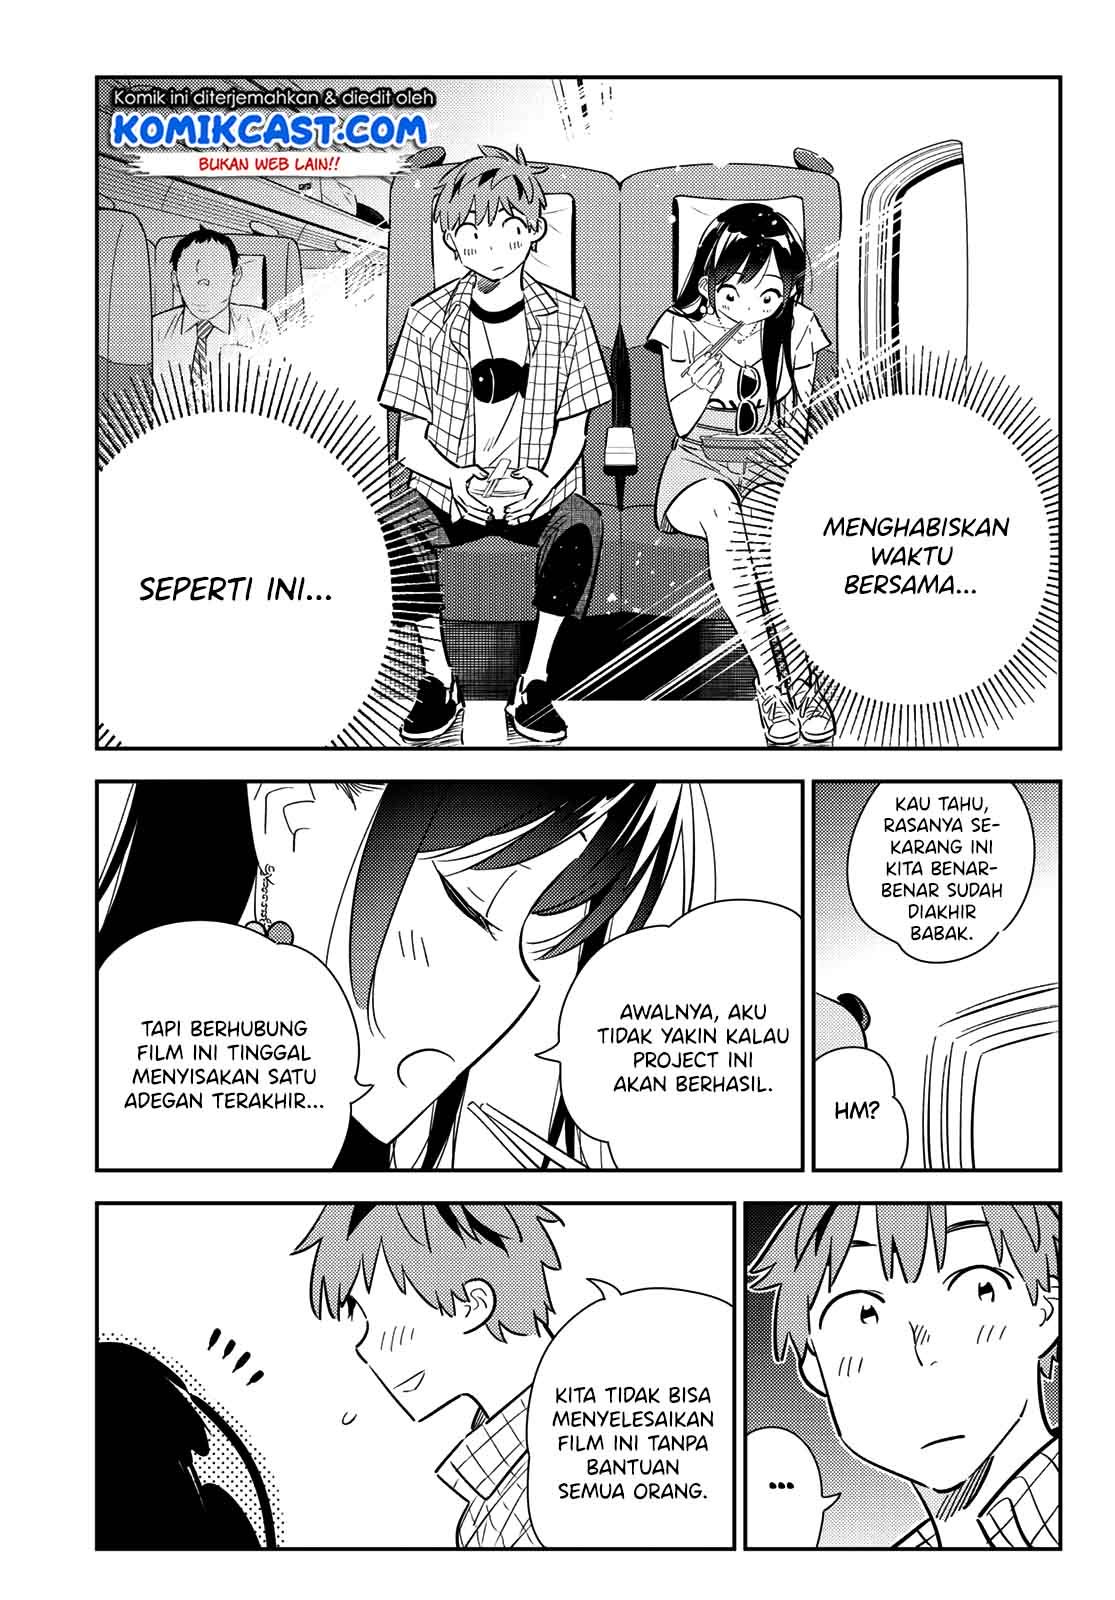 Komik ini diterjemahkan & diedit oleh
KOMIKCAST.COM
BUKAN WEB LAIN!!
MENGHABISKAN
WAKTU
BERSAMA...
SEPERTI INI...
KAU TAHU,
RASANYA SE-
KARANG INI
KITA BENAR-
BENAR SUDAH
DIAKHIR
BABAK.
HM?
AWALNYA, AKU
TIDAK YAKIN KALAU
PROJECT INI
AKAN BERHASIL.
TAPI BERHUBUNG
FILM INI TINGGAL
MENYISAKAN SATU
ADEGAN TERAKHIR...
...
KITA TIDAK BISA
MENYELESAIKAN
FILM INI TANPA
BANTUAN
SEMUA ORANG.